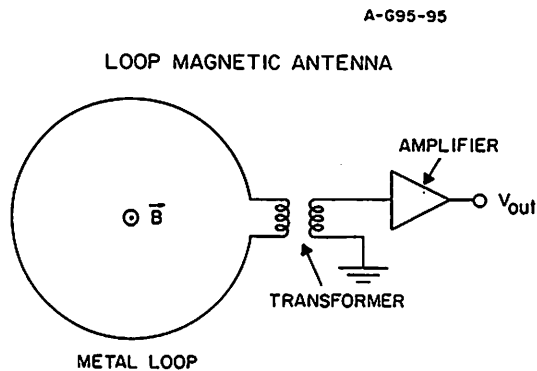 A-G95-95
LOOP MAGNETIC ANTENNA
AMPLIFIER
B
Vout
TRANSFORMER
METAL LOOP